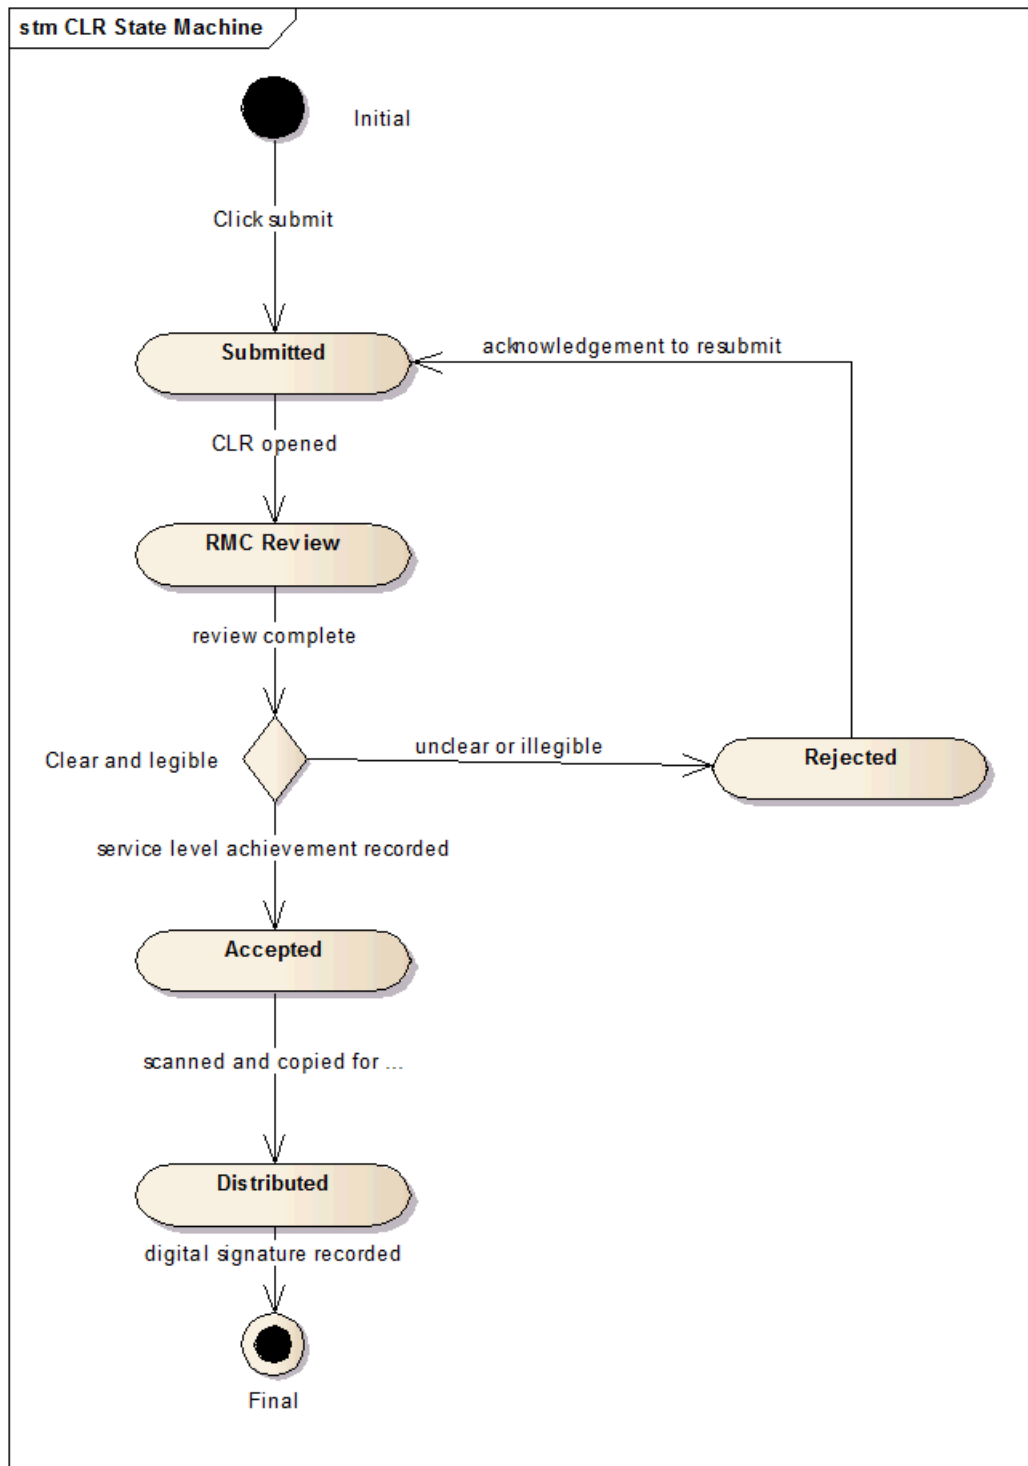 stm CLR State Machine
Initial
Click submit
Submitted
acknowledgement to resubmit
CLR opened
RMC Review
review complete
Clear and legible
unclear or illegible
Rejected
service level achievement recorded
Accepted
scanned and copied for ...
Distributed
digital signature recorded
Final